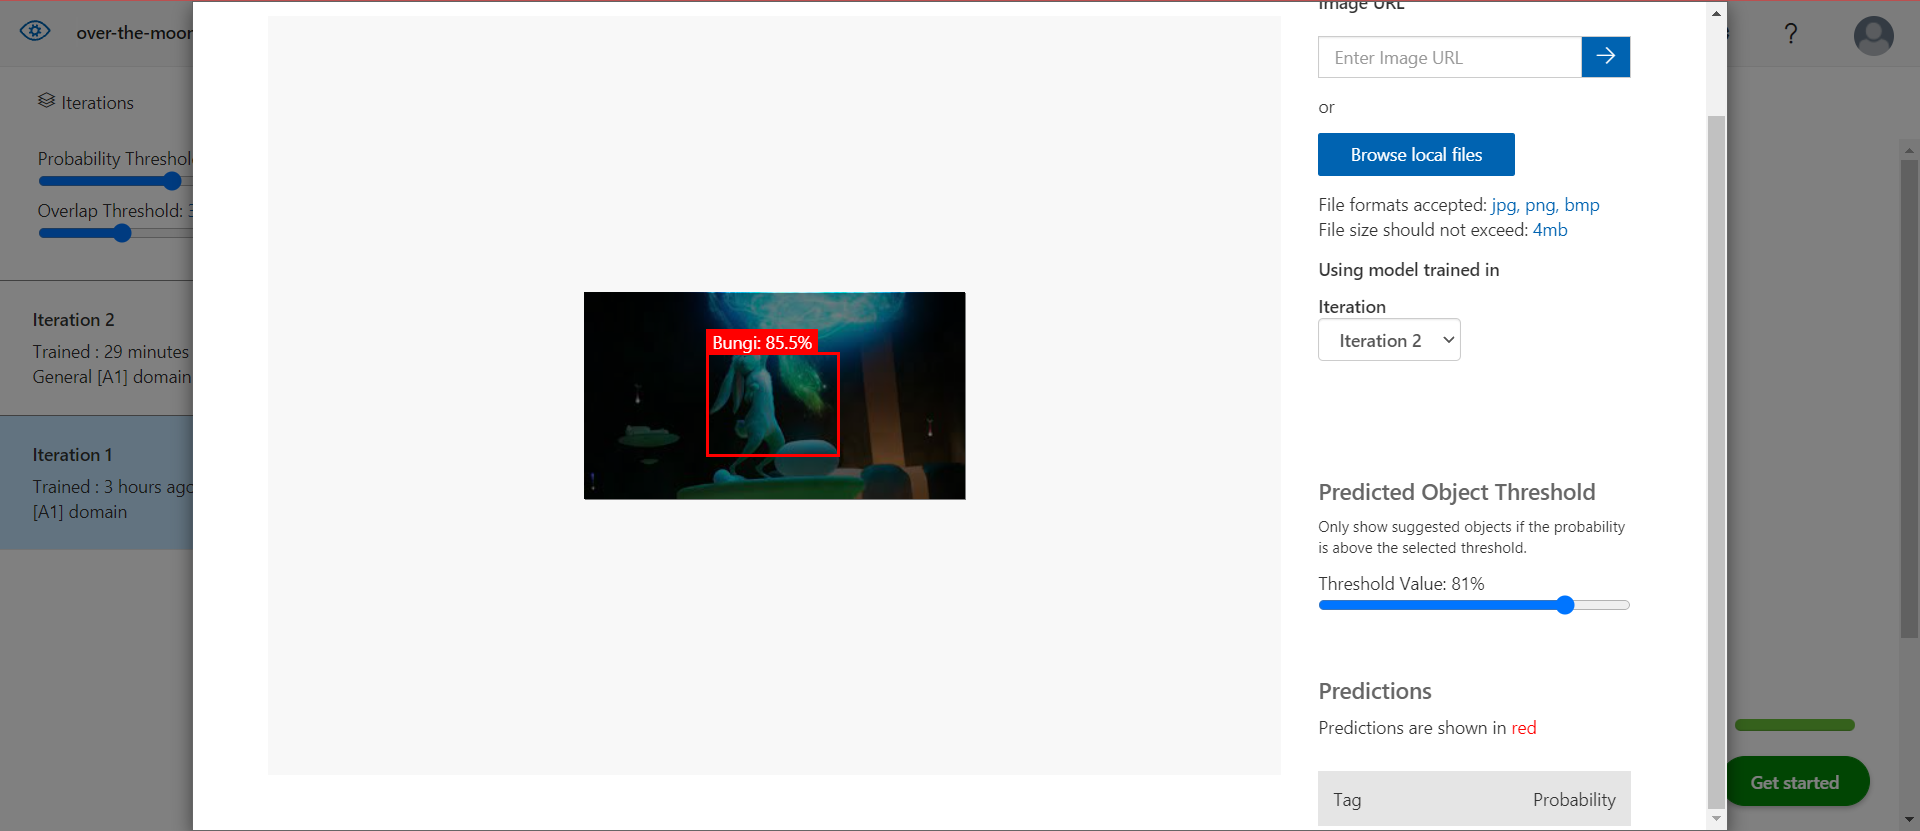 over-the-moon
?
Iterations
Probability Threshold
Overlap Threshold: 3
Iteration 2
Trained : 29 minutes
General [A1] domain
Iteration 1
Trained : 3 hours ago
[A1] domain
Bungi: 85.5%
Image URL
Enter Image URL
or
Browse local files
File formats accepted: jpg, png, bmp
File size should not exceed: 4mb
Using model trained in
Iteration
Iteration 2
Predicted Object Threshold
Only show suggested objects if the probability
is above the selected threshold.
Threshold Value: 81%
Predictions
Predictions are shown in red
Tag Probability
Get started